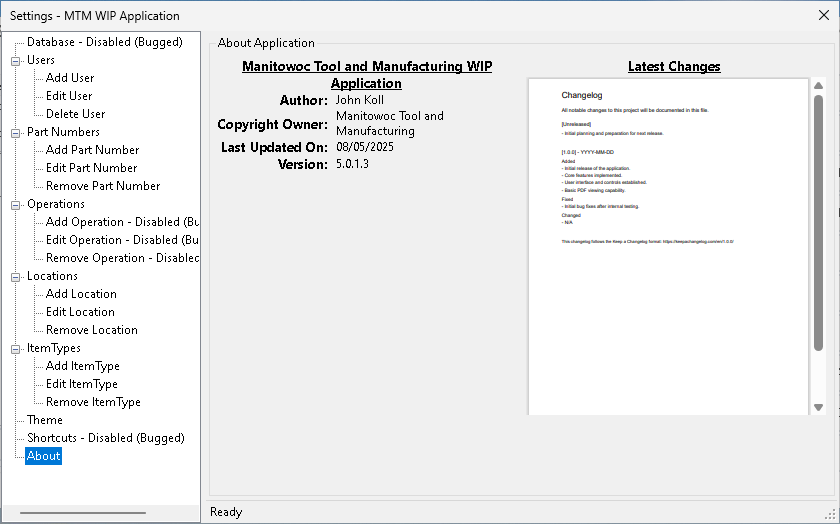 Settings - MTM WIP Application
Database - Disabled (Bugged)
Users
Add User
Edit User
Delete User
Part Numbers
Add Part Number
Edit Part Number
Remove Part Number
Operations
Add Operation - Disabled (Bu
Edit Operation - Disabled (Bu
Remove Operation - Disabled
Locations
Add Location
Edit Location
Remove Location
ItemTypes
Add ItemType
Edit ItemType
Remove ItemType
Theme
Shortcuts - Disabled (Bugged)
About
About Application
Manitowoc Tool and Manufacturing WIP
Application
Author: John Koll
Copyright Owner: Manitowoc Tool and
Manufacturing
Last Updated On: 08/05/2025
Version: 5.0.1.3
Latest Changes
Changelog
All notable changes to this project will be documented in this file.
[Unreleased]
- Initial planning and preparation for next release.
[1.0.0] - YYYY-MM-DD
Added
- Initial release of the application.
- Core features implemented.
- User interface and controls established.
- Basic PDF viewing capability.
Fixed
- Initial bug fixes after internal testing.
Changed
- N/A
This changelog follows the Keep a Changelog format: https://keepachangelog.com/en/1.0.0/
Ready